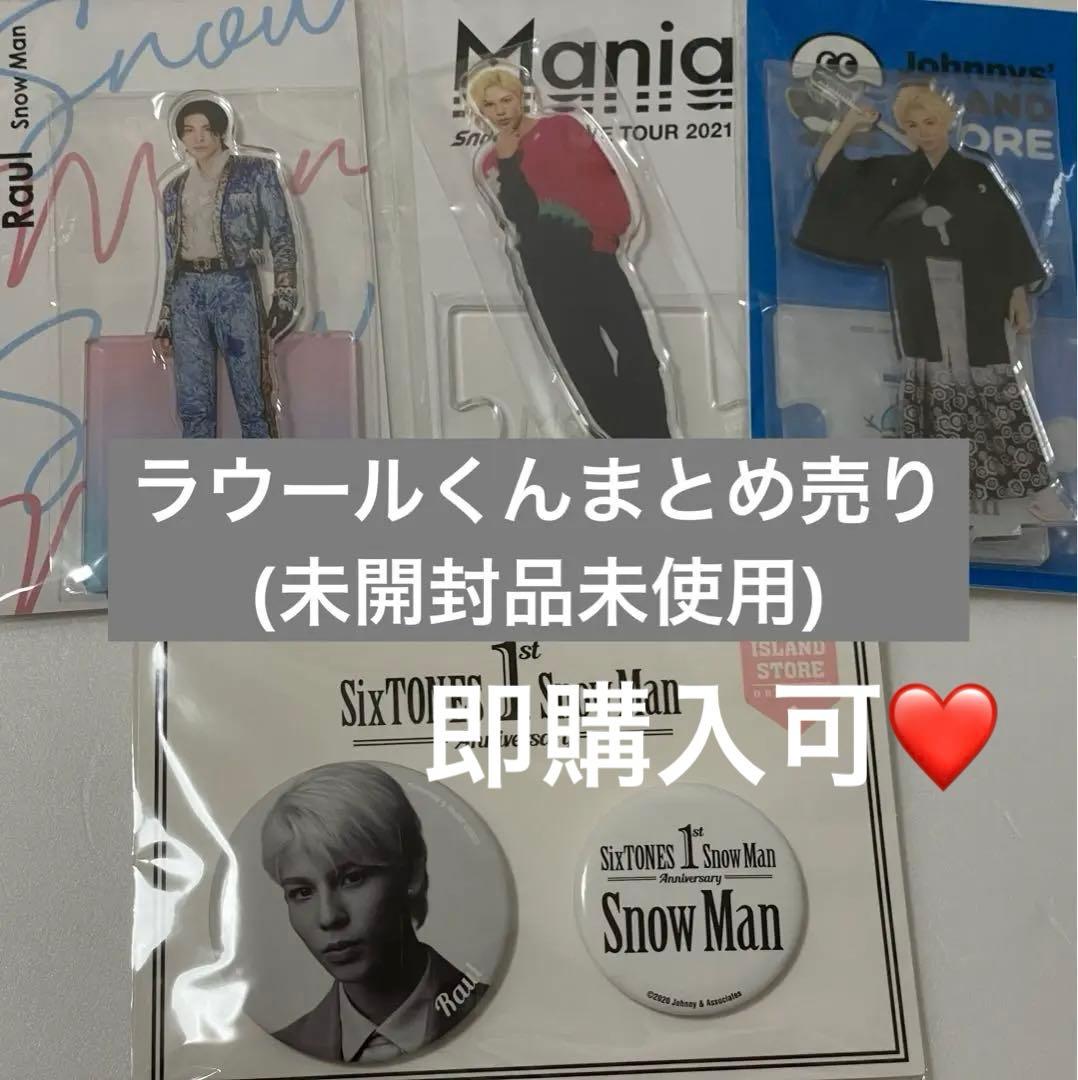 Raul Snow Man
Snow
Man
Snow
Mania
LIVE TOUR 2021
Johnnys'
ISLAND
STORE
ラウールくんまとめ売り
(未開封品未使用)
ISLAND
STORE
SixTONES 1st Snow Man
Anniversary
即購入可❤️
Raul
SixTONES 1st Snow Man
Anniversary
Snow Man
©2020 Johnny & Associates